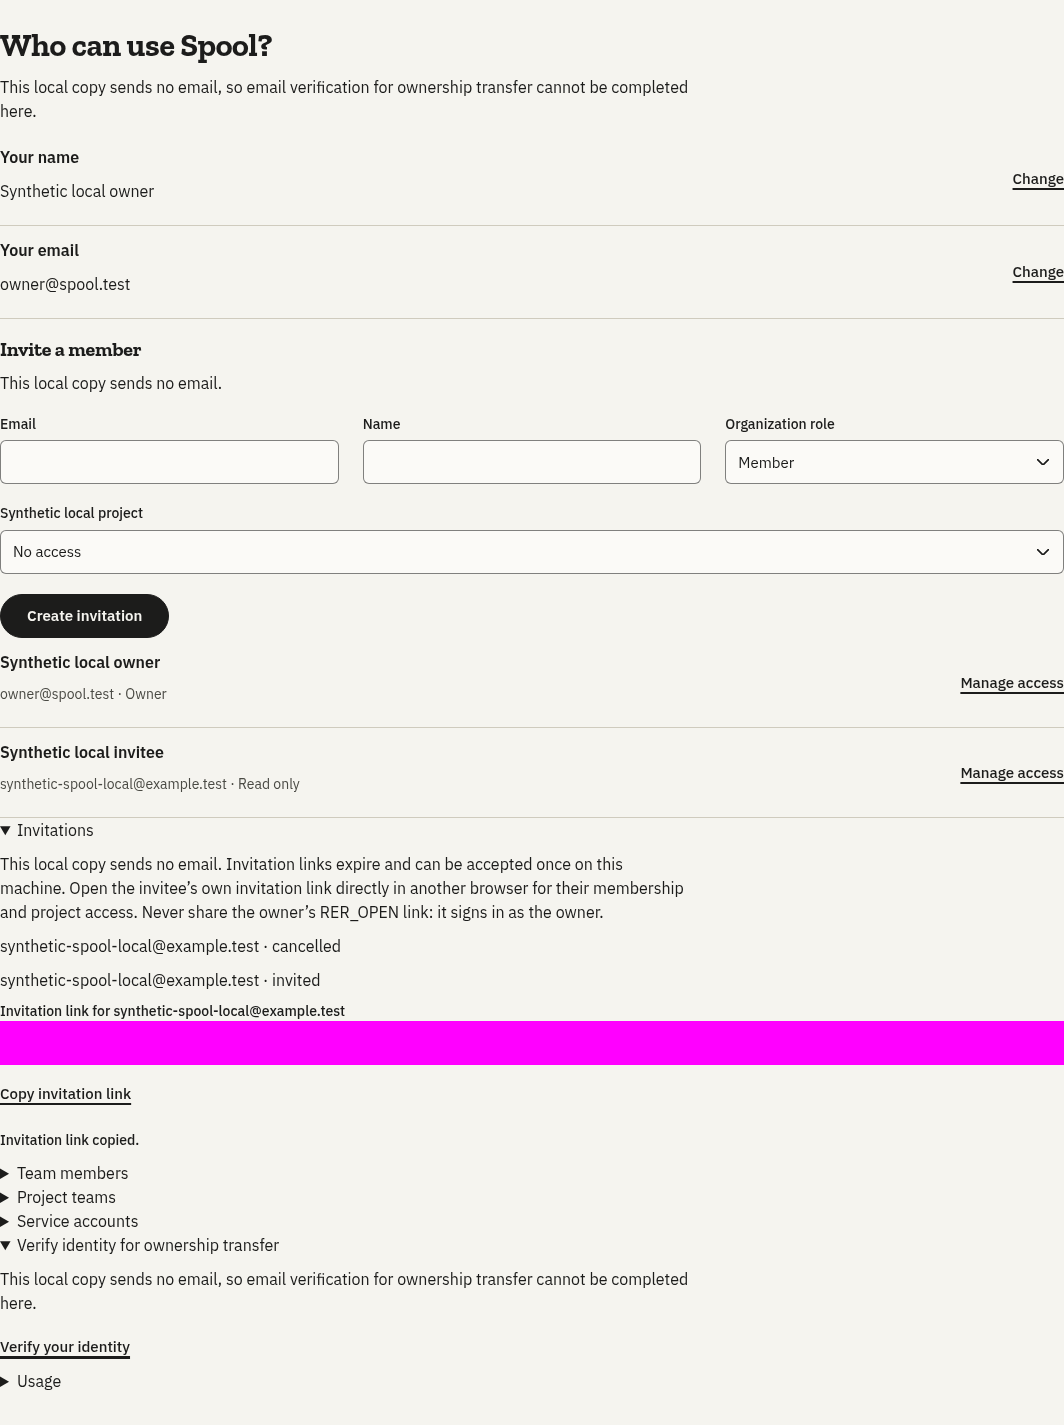 Who can use Spool?
This local copy sends no email, so email verification for ownership transfer cannot be completed
here.
Your name
Synthetic local owner
Change
Your email
owner@spool.test
Change
Invite a member
This local copy sends no email.
Email
Name
Organization role
Member
Synthetic local project
No access
Create invitation
Synthetic local owner
owner@spool.test · Owner
Manage access
Synthetic local invitee
synthetic-spool-local@example.test · Read only
Manage access
Invitations
This local copy sends no email. Invitation links expire and can be accepted once on this
machine. Open the invitee’s own invitation link directly in another browser for their membership
and project access. Never share the owner’s RER_OPEN link: it signs in as the owner.
synthetic-spool-local@example.test · cancelled
synthetic-spool-local@example.test · invited
Invitation link for synthetic-spool-local@example.test
Copy invitation link
Invitation link copied.
Team members
Project teams
Service accounts
Verify identity for ownership transfer
This local copy sends no email, so email verification for ownership transfer cannot be completed
here.
Verify your identity
Usage